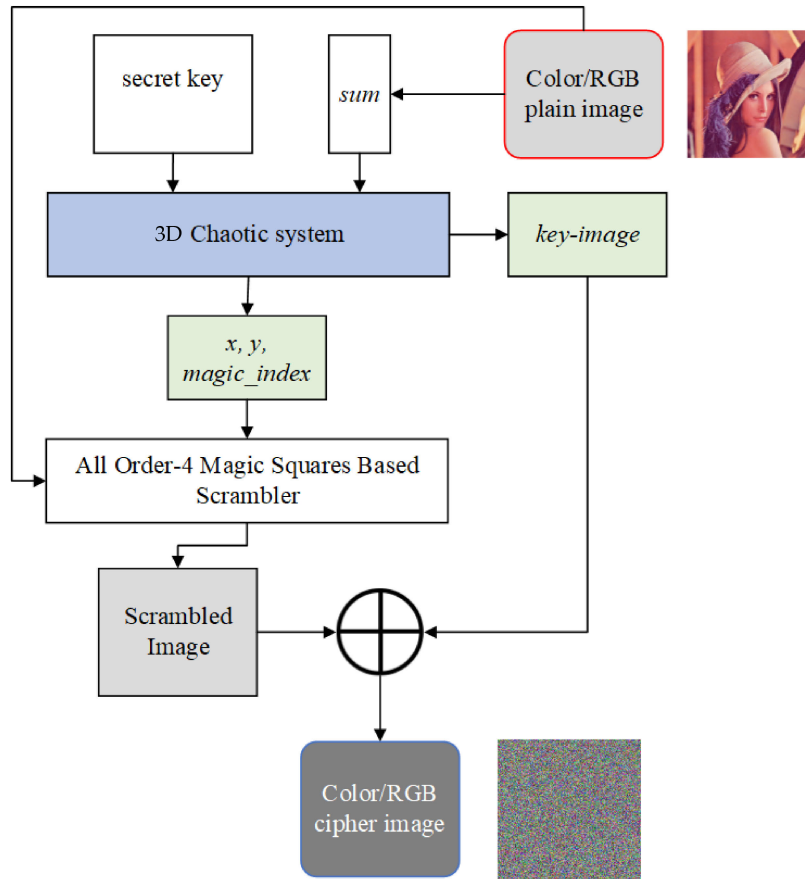 secret key
sum
Color/RGB
plain image
3D Chaotic system
key-image
x, y,
magic_index
All Order-4 Magic Squares Based
Scrambler
Scrambled
Image
Color/RGB
cipher image